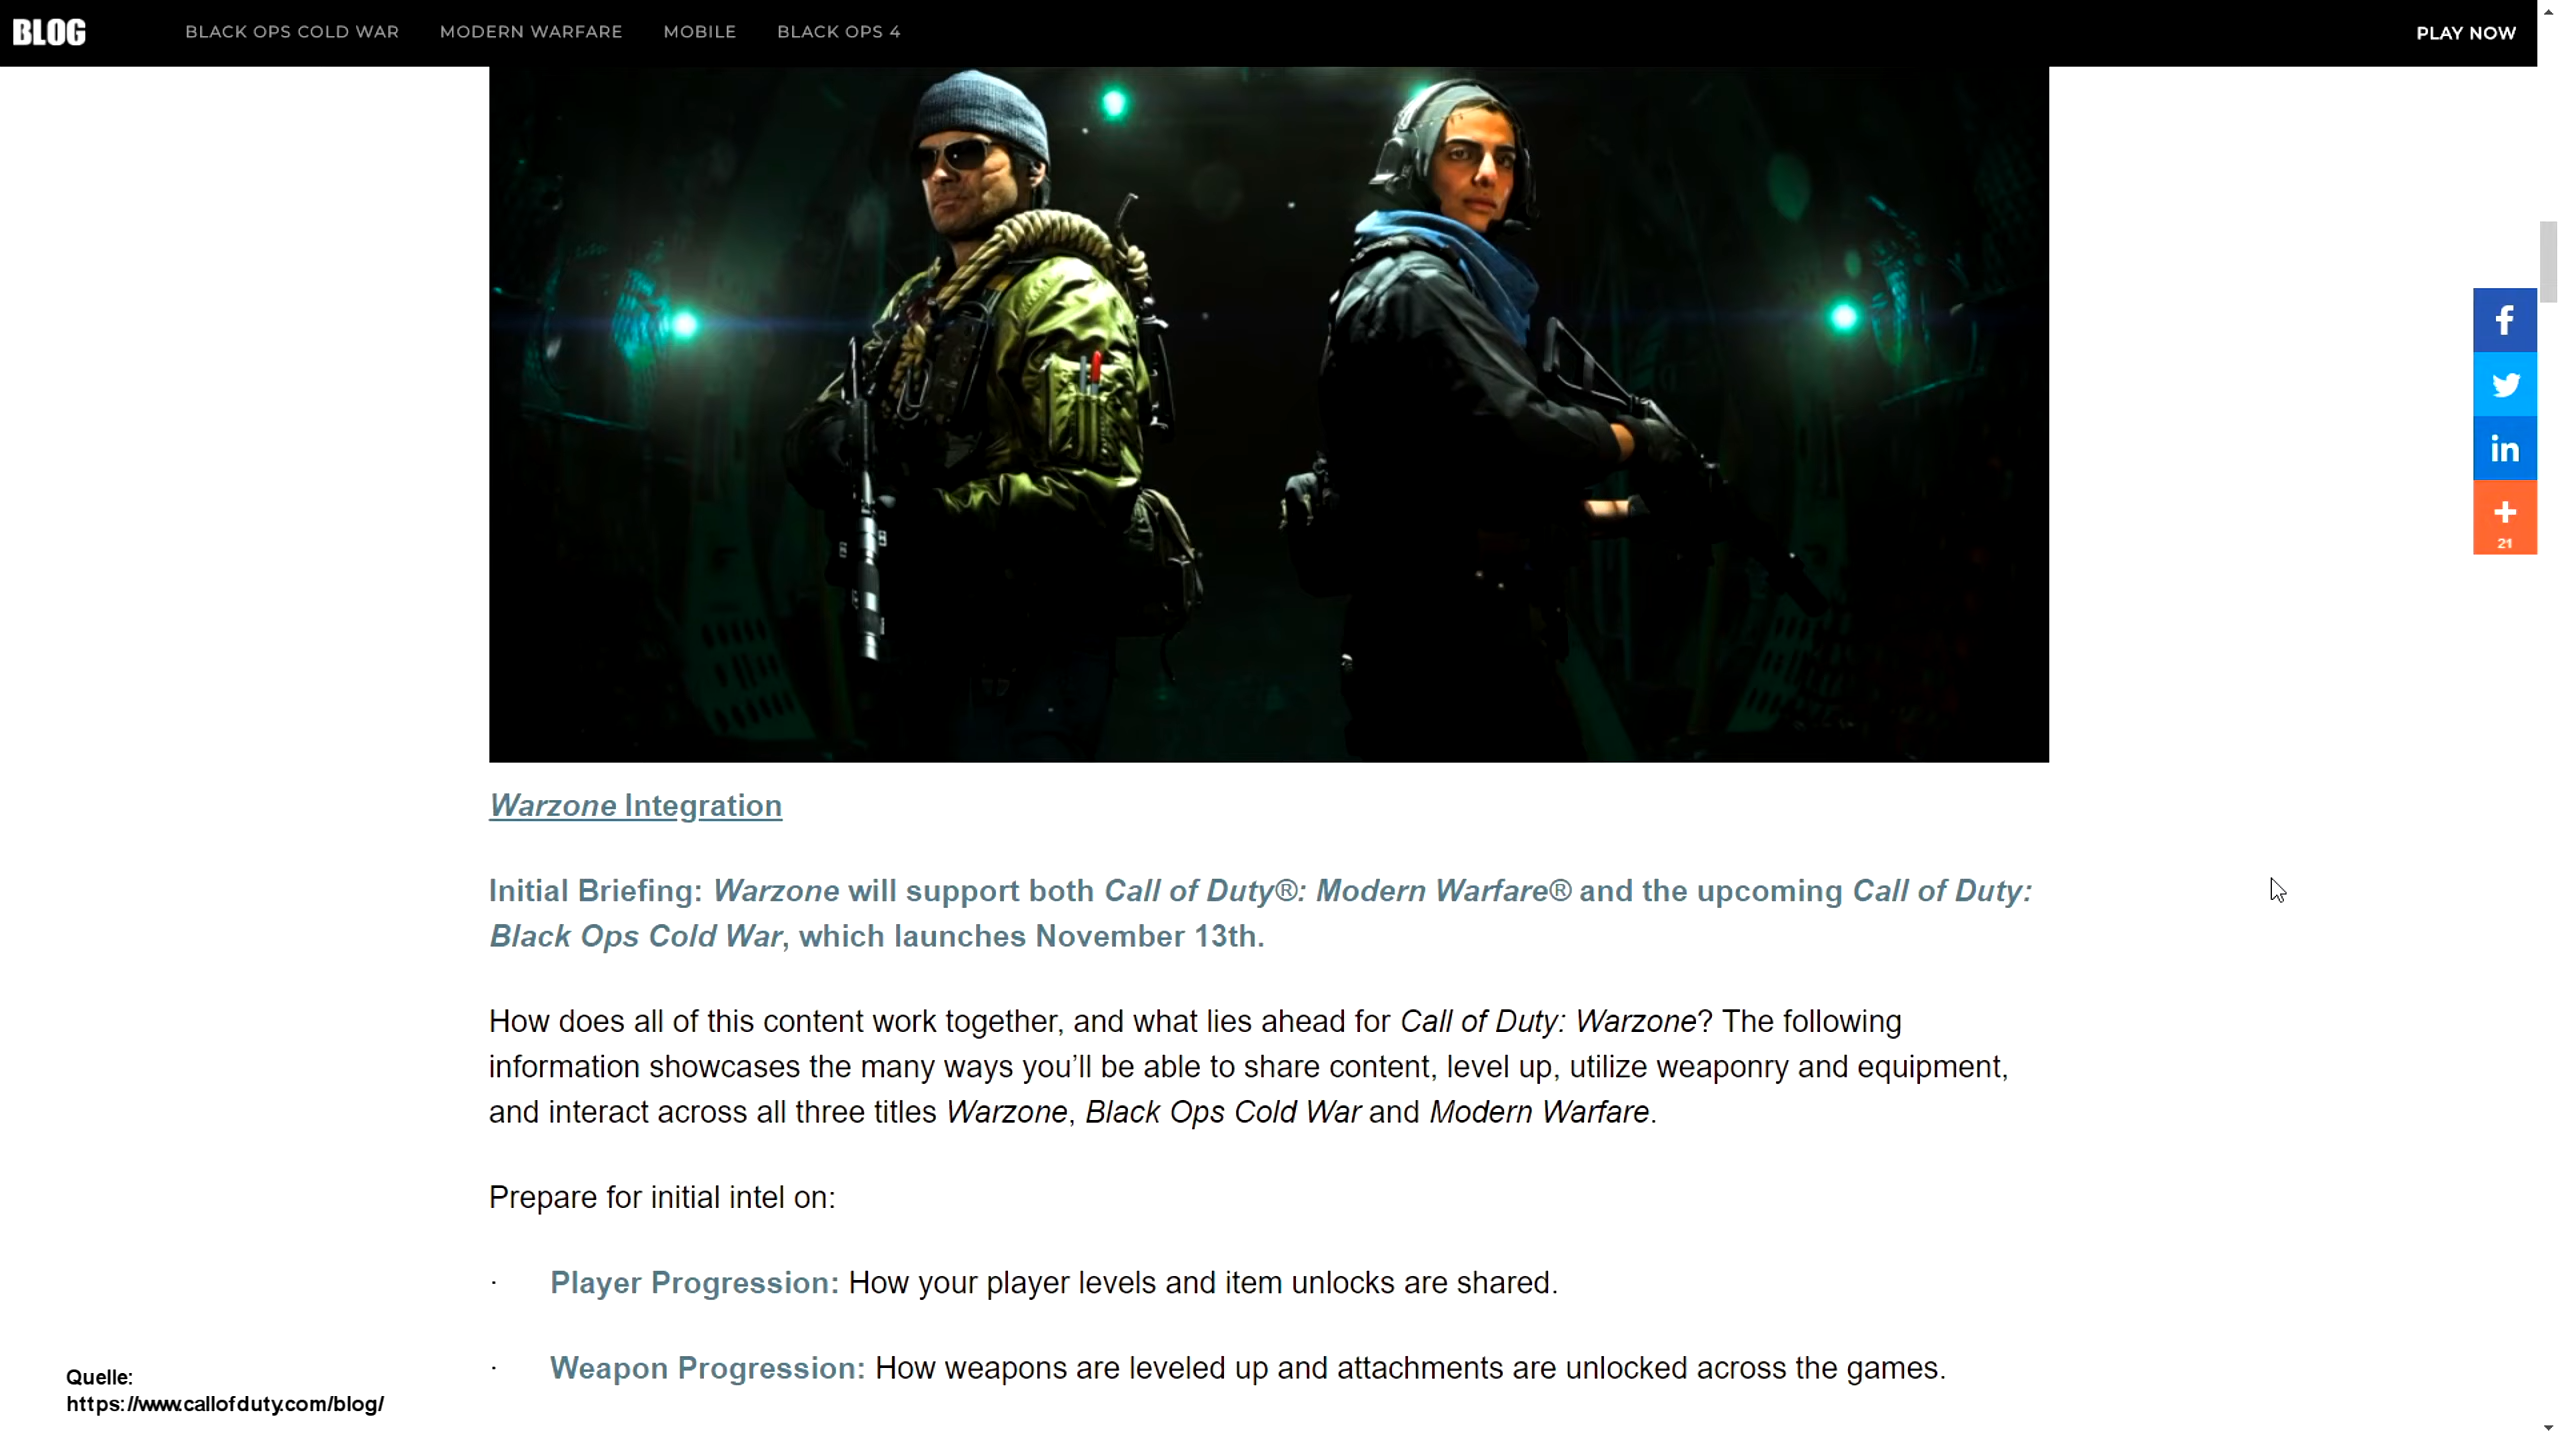 BLOG BLACK OPS COLD WAR MODERN WARFARE MOBILE BLACK OPS 4 PLAY NOW
21
Warzone Integration
Initial Briefing: Warzone will support both Call of Duty®: Modern Warfare® and the upcoming Call of Duty:
Black Ops Cold War, which launches November 13th.
How does all of this content work together, and what lies ahead for Call of Duty: Warzone? The following
information showcases the many ways you’ll be able to share content, level up, utilize weaponry and equipment,
and interact across all three titles Warzone, Black Ops Cold War and Modern Warfare.
Prepare for initial intel on:
· Player Progression: How your player levels and item unlocks are shared.
· Weapon Progression: How weapons are leveled up and attachments are unlocked across the games.
Quelle:
https://www.callofduty.com/blog/